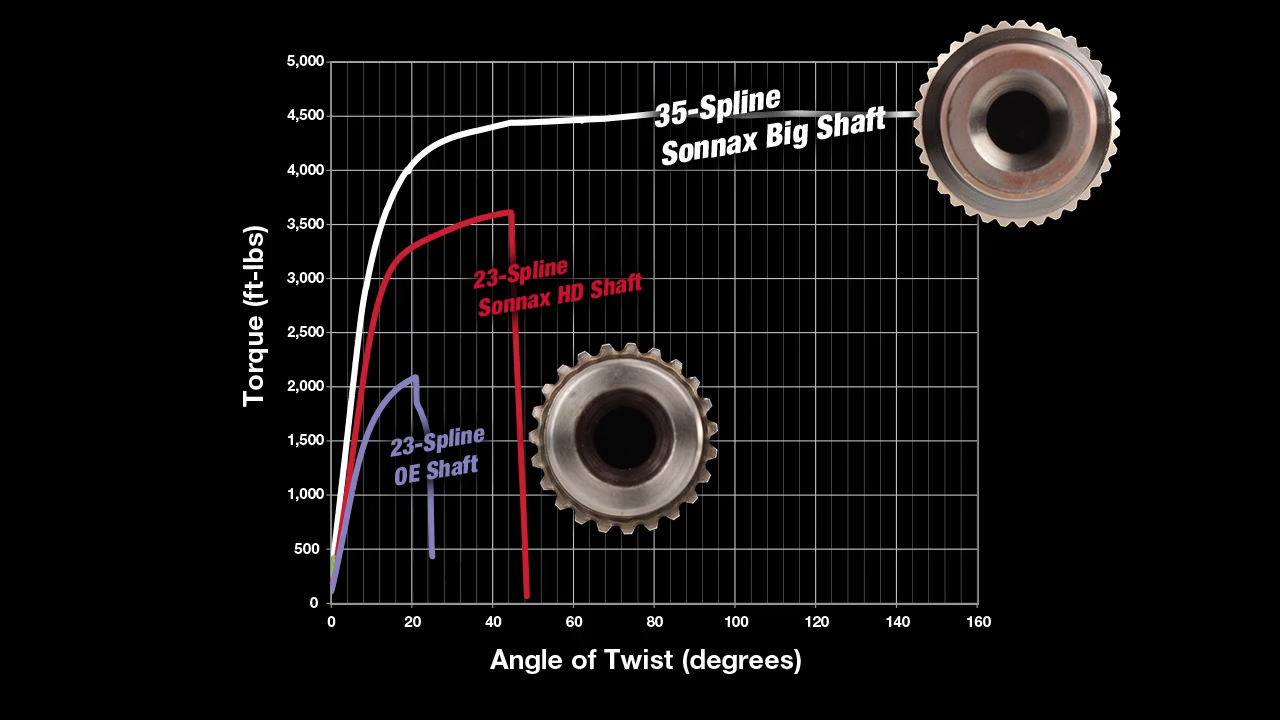 5,000
4,500
4,000
3,500
3,000
2,500
2,000
1,500
1,000
500
0
Torque (ft-lbs)
35-Spline
Sonnax Big Shaft
23-Spline
Sonnax HD Shaft
23-Spline
OE Shaft
0 20 40 60 80 100 120 140 160
Angle of Twist (degrees)